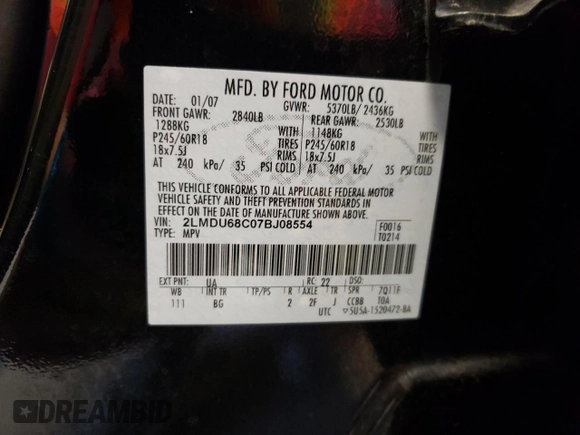 MFD. BY FORD MOTOR CO.
DATE: 01/07 GVWR: 5370LB/ 2436KG
FRONT GAWR: 2840LB REAR GAWR: 2530LB
1288KG WITH 1148KG WITH
P245/60R18 TIRES P245/60R18 TIRES
18x7.5J RIMS 18x7.5J RIMS
AT 240 kPa/ 35 PSI COLD AT 240 kPa/ 35 PSI COLD
THIS VEHICLE CONFORMS TO ALL APPLICABLE FEDERAL MOTOR
VEHICLE SAFETY AND THEFT PREVENTION STANDARDS IN
EFFECT ON THE DATE OF MANUFACTURE SHOWN ABOVE.
VIN: 2LMDU68C07BJ08554 F0016
TYPE: MPV T0214
EXT PNT: UA RC: 22 DSO:
WB INT TR TP/PS R AXLE TR SPR 7Q11F
111 BG 2 2F J CCBB TOA
UTC 5U5A-1520472-BA
DREAMBID